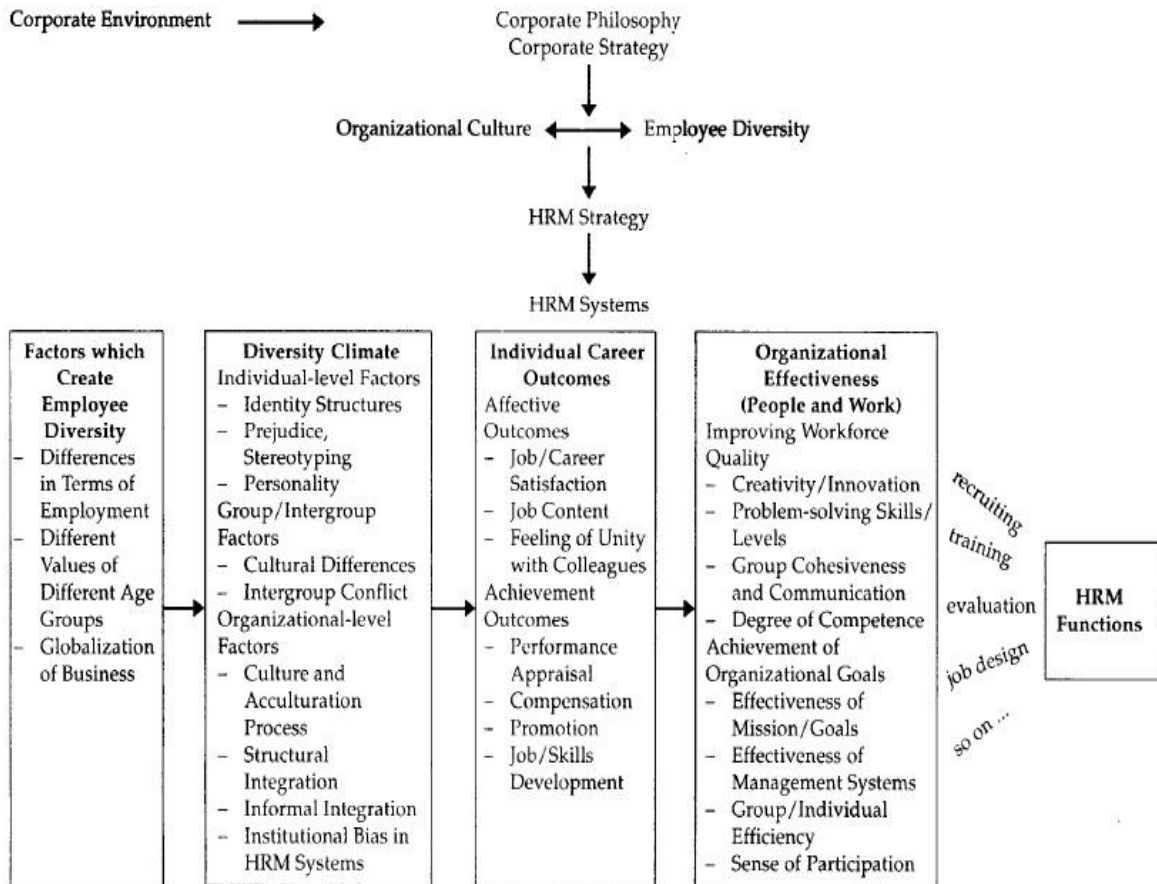 Corporate Environment
Corporate Philosophy
Corporate Strategy
Organizational Culture
Employee Diversity
HRM Strategy
HRM Systems
Factors which
Create
Employee
Diversity
– Differences
in Terms of
Employment
– Different
Values of
Different Age
Groups
– Globalization
of Business
Diversity Climate
Individual-level Factors
– Identity Structures
– Prejudice,
Stereotyping
– Personality
Group/Intergroup
Factors
– Cultural Differences
– Intergroup Conflict
Organizational-level
Factors
– Culture and
Acculturation
Process
– Structural
Integration
– Informal Integration
– Institutional Bias in
HRM Systems
Individual Career
Outcomes
Affective
Outcomes
– Job/Career
Satisfaction
– Job Content
– Feeling of Unity
with Colleagues
Achievement
Outcomes
– Performance
Appraisal
– Compensation
– Promotion
– Job/Skills
Development
Organizational
Effectiveness
(People and Work)
Improving Workforce
Quality
– Creativity/Innovation
– Problem-solving Skills/
Levels
– Group Cohesiveness
and Communication
– Degree of Competence
Achievement of
Organizational Goals
– Effectiveness of
Mission/Goals
– Effectiveness of
Management Systems
– Group/Individual
Efficiency
– Sense of Participation
recruiting
training
evaluation
job design
so on ...
HRM
Functions